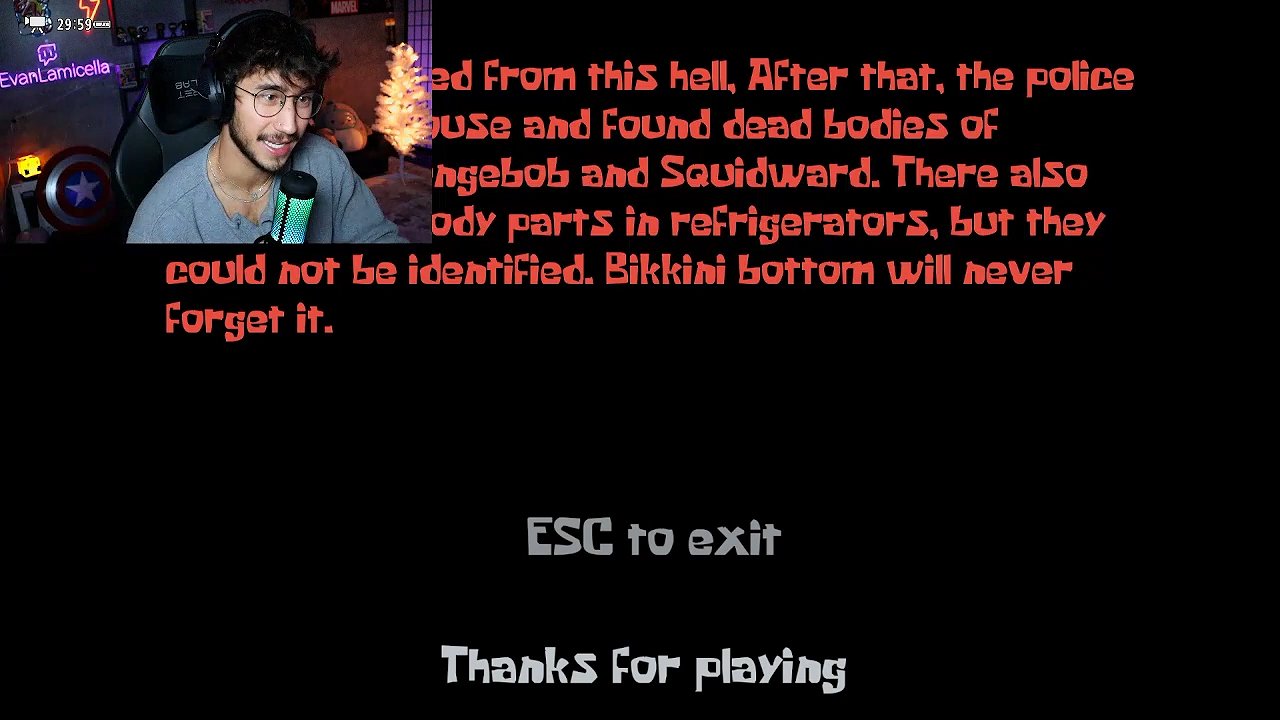 MARVEL
29:59
EvanLamicella
ed from this hell, After that, the police
ouse and found dead bodies of
ngebob and Squidward. There also
ody parts in refrigerators, but they
could not be identified. Bikkini bottom will never
forget it.
ESC to exit
Thanks for playing